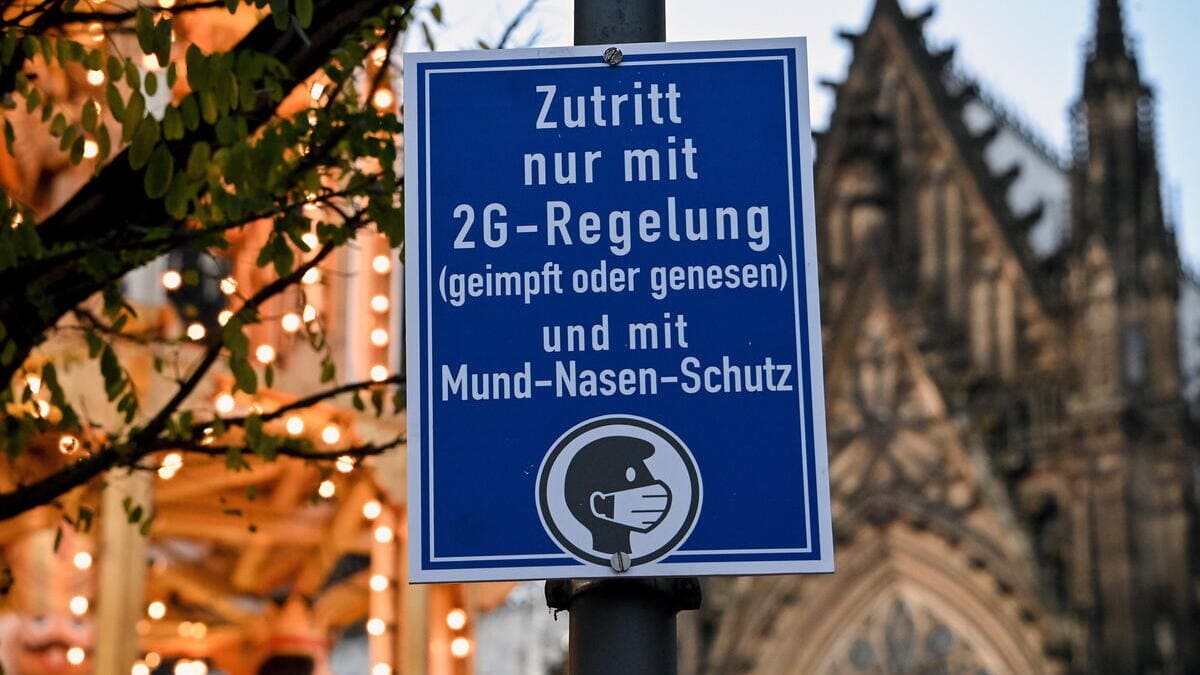 Zutritt
nur mit
2G-Regelung
(geimpft oder genesen)
und mit
Mund-Nasen-Schutz